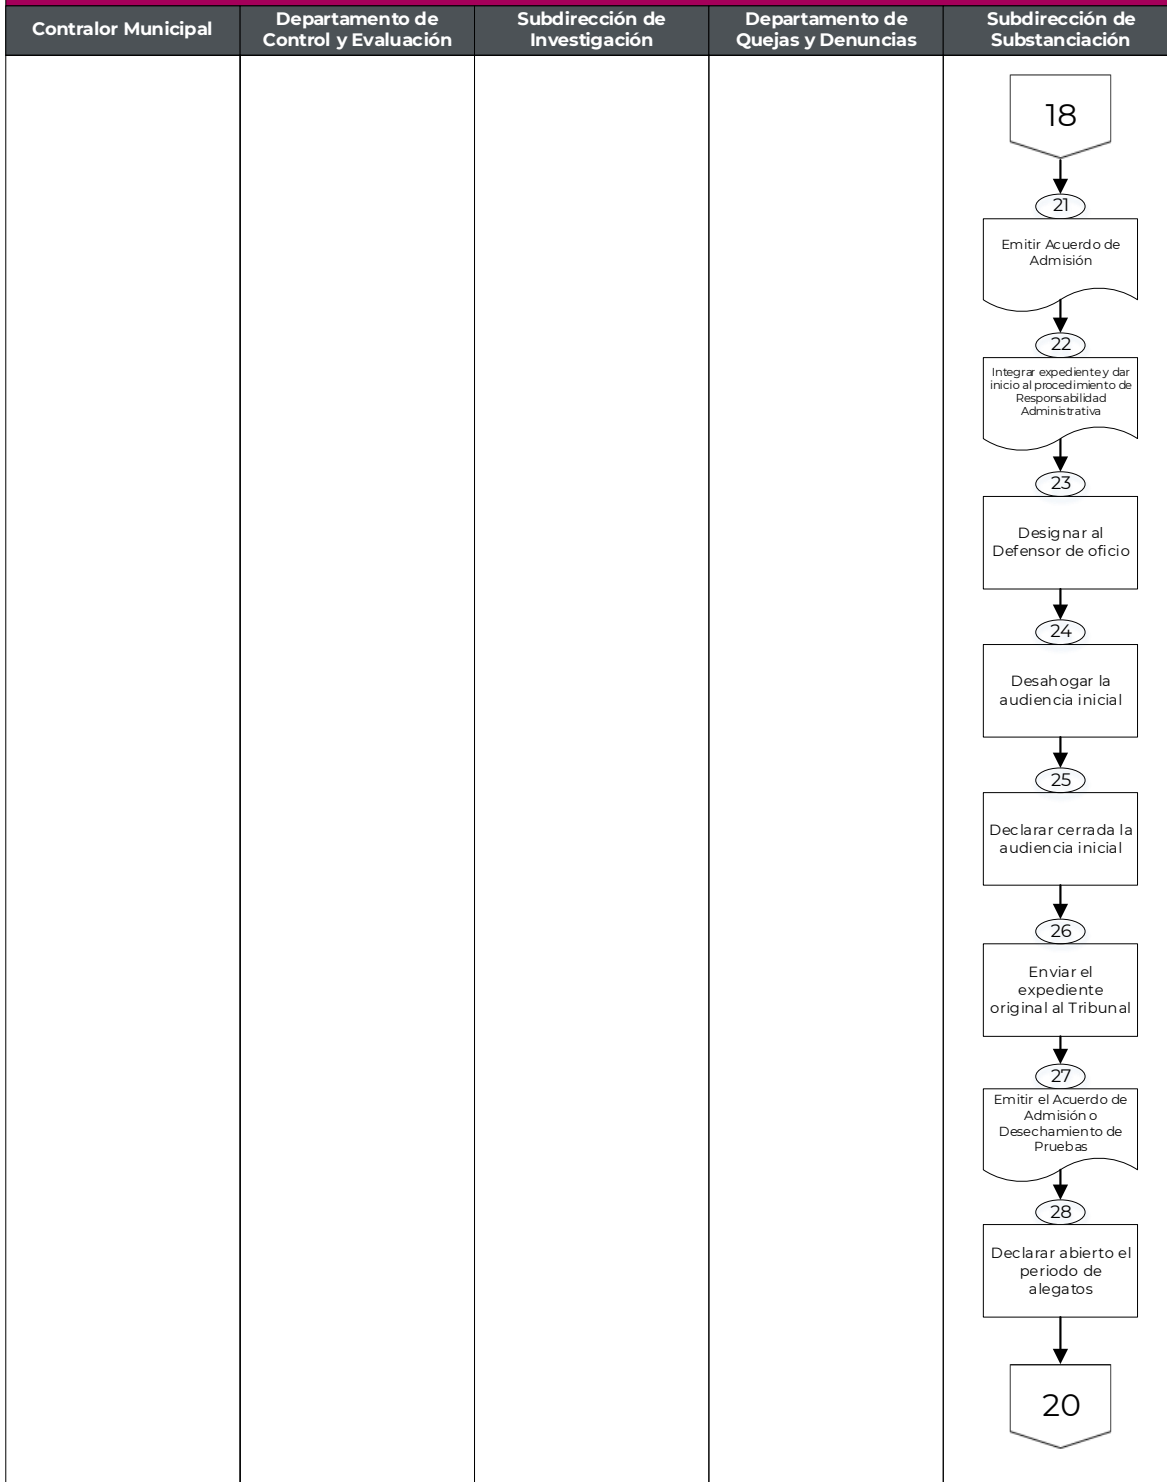 Contralor Municipal
Departamento de
Control y Evaluación
Subdirección de
Investigación
Departamento de
Quejas y Denuncias
Subdirección de
Substanciación
18
21
Emitir Acuerdo de
Admisión
22
Integrar expediente y dar
inicio al procedimiento de
Responsabilidad
Administrativa
23
Designar al
Defensor de oficio
24
Desahogar la
audiencia inicial
25
Declarar cerrada la
audiencia inicial
26
Enviar el
expediente
original al Tribunal
27
Emitir el Acuerdo de
Admisión o
Desechamiento de
Pruebas
28
Declarar abierto el
periodo de
alegatos
20